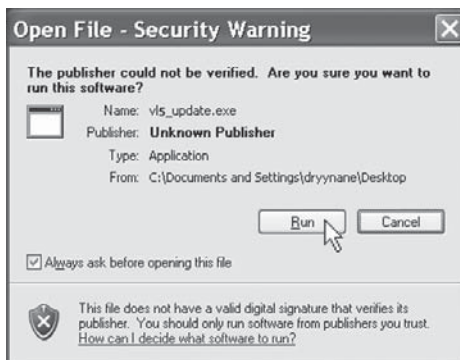 Open File - Security Warning
The publisher could not be verified. Are you sure you want to
run this software?
Name: vl5_update.exe
Publisher: Unknown Publisher
Type: Application
From: C:\Documents and Settings\dryynane\Desktop
Run Cancel
Always ask before opening this file
This file does not have a valid digital signature that verifies its
publisher. You should only run software from publishers you trust.
How can I decide what software to run?